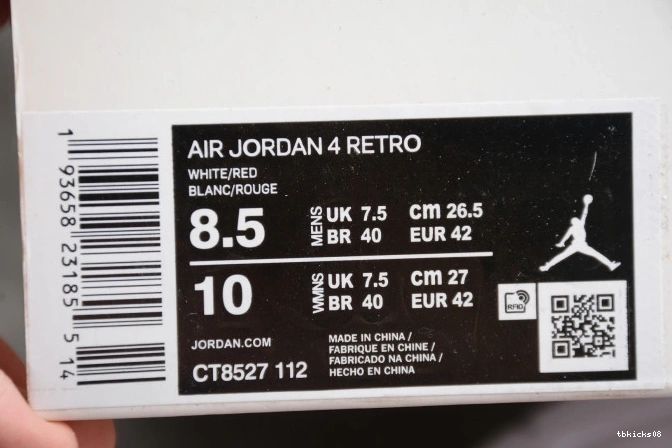 AIR JORDAN 4 RETRO
WHITE/RED
BLANC/ROUGE
8.5 MENS UK 7.5 cm 26.5
BR 40 EUR 42
10 WMNS UK 7.5 cm 27
BR 40 EUR 42
JORDAN.COM
CT8527 112
MADE IN CHINA /
FABRIQUE EN CHINE /
FABRICADO NA CHINA /
HECHO EN CHINA
RFID
1 93658 23185 5 14
tbkicks08